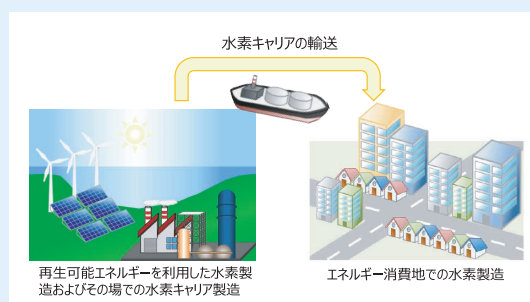 水素キャリアの輸送
再生可能エネルギーを利用した水素製
造およびその場での水素キャリア製造
エネルギー消費地での水素製造